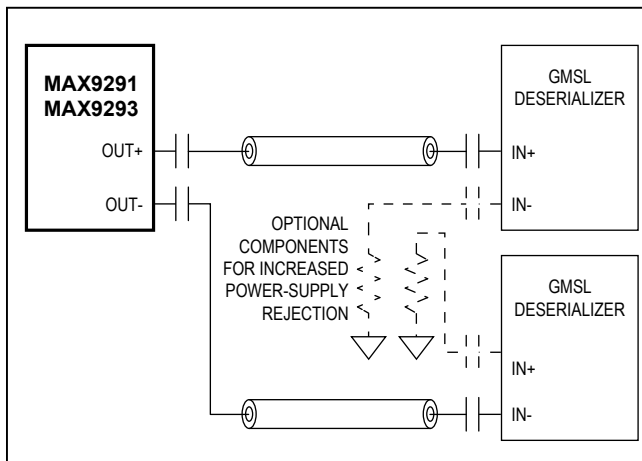 MAX9291
MAX9293
OUT+
OUT-
GMSL
DESERIALIZER
IN+
IN-
OPTIONAL
COMPONENTS
FOR INCREASED
POWER-SUPPLY
REJECTION
GMSL
DESERIALIZER
IN+
IN-